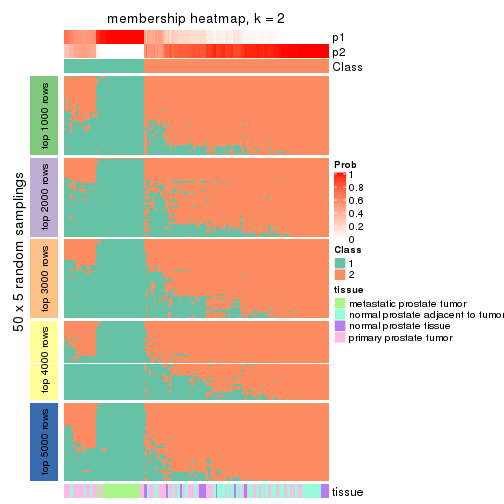 membership heatmap, k = 2
p1
p2
Class
50 x 5 random samplings
top 1000 rows
top 2000 rows
top 3000 rows
top 4000 rows
top 5000 rows
Prob
1
0.8
0.6
0.4
0.2
0
Class
1
2
tissue
metastatic prostate tumor
normal prostate adjacent to tumor
normal prostate tissue
primary prostate tumor
tissue